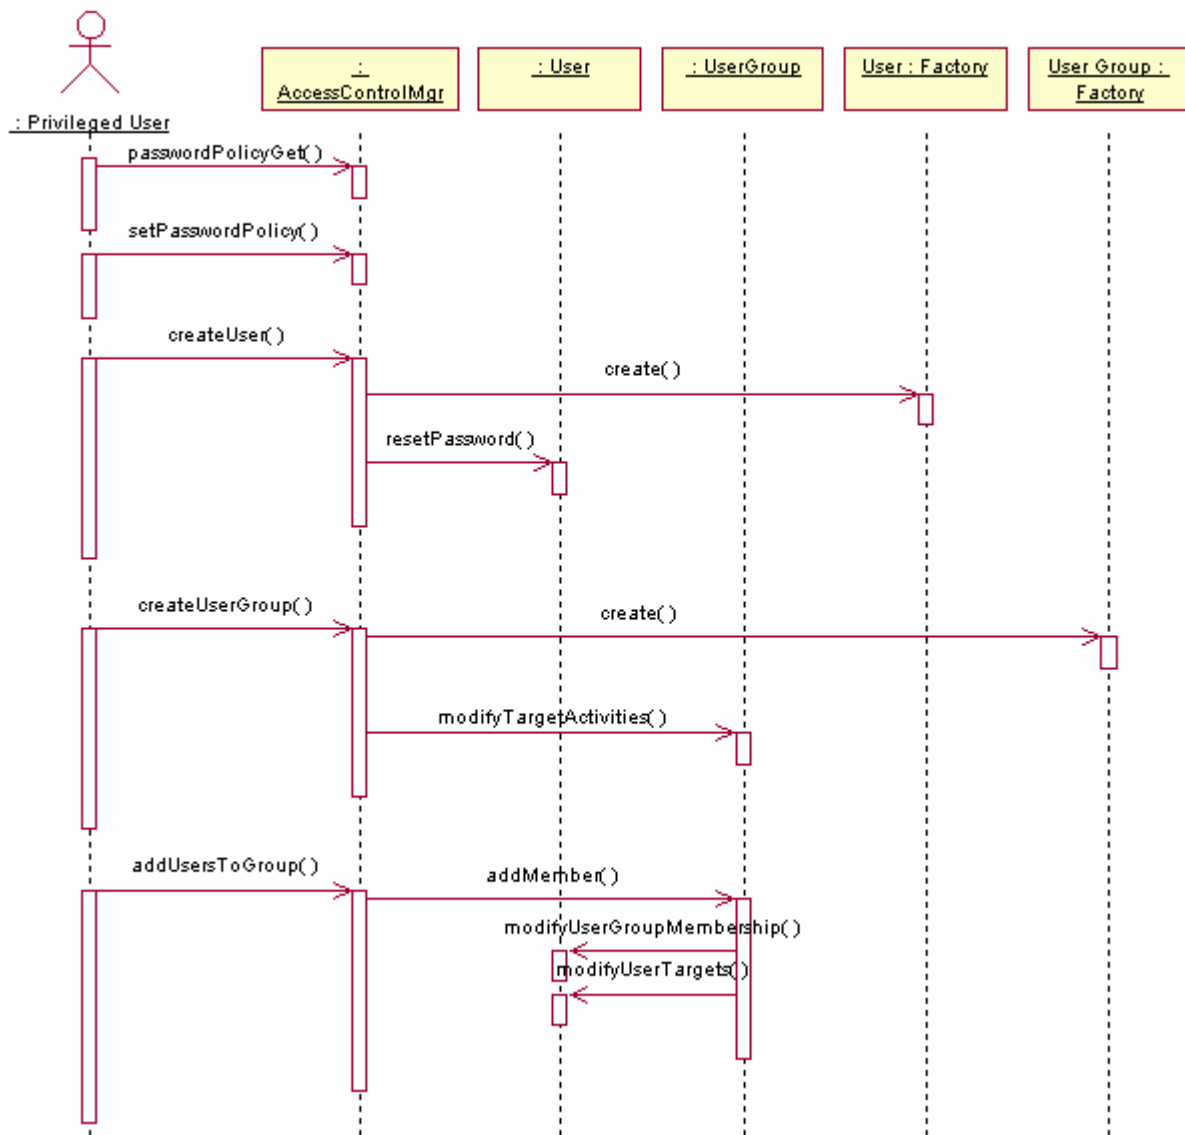 : Privileged User
:
AccessControlMgr
: User
: UserGroup
User : Factory
User Group :
Factory
passwordPolicyGet( )
setPasswordPolicy( )
createUser( )
create( )
resetPassword( )
createUserGroup( )
create( )
modifyTargetActivities( )
addUsersToGroup( )
addMember( )
modifyUserGroupMembership( )
modifyUserTargets( )